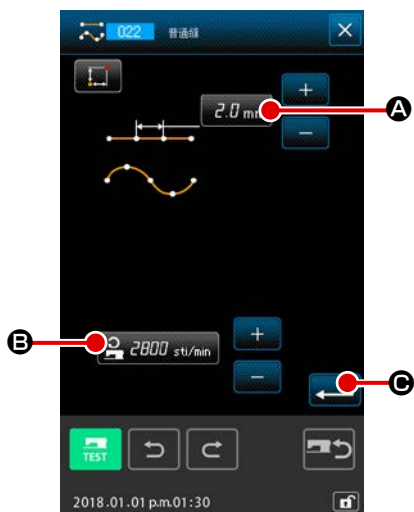 022 普通縫
2.0 mm
A
+
−
B
2800 sti/min
+
−
C
TEST
2018.01.01 p.m.01:30